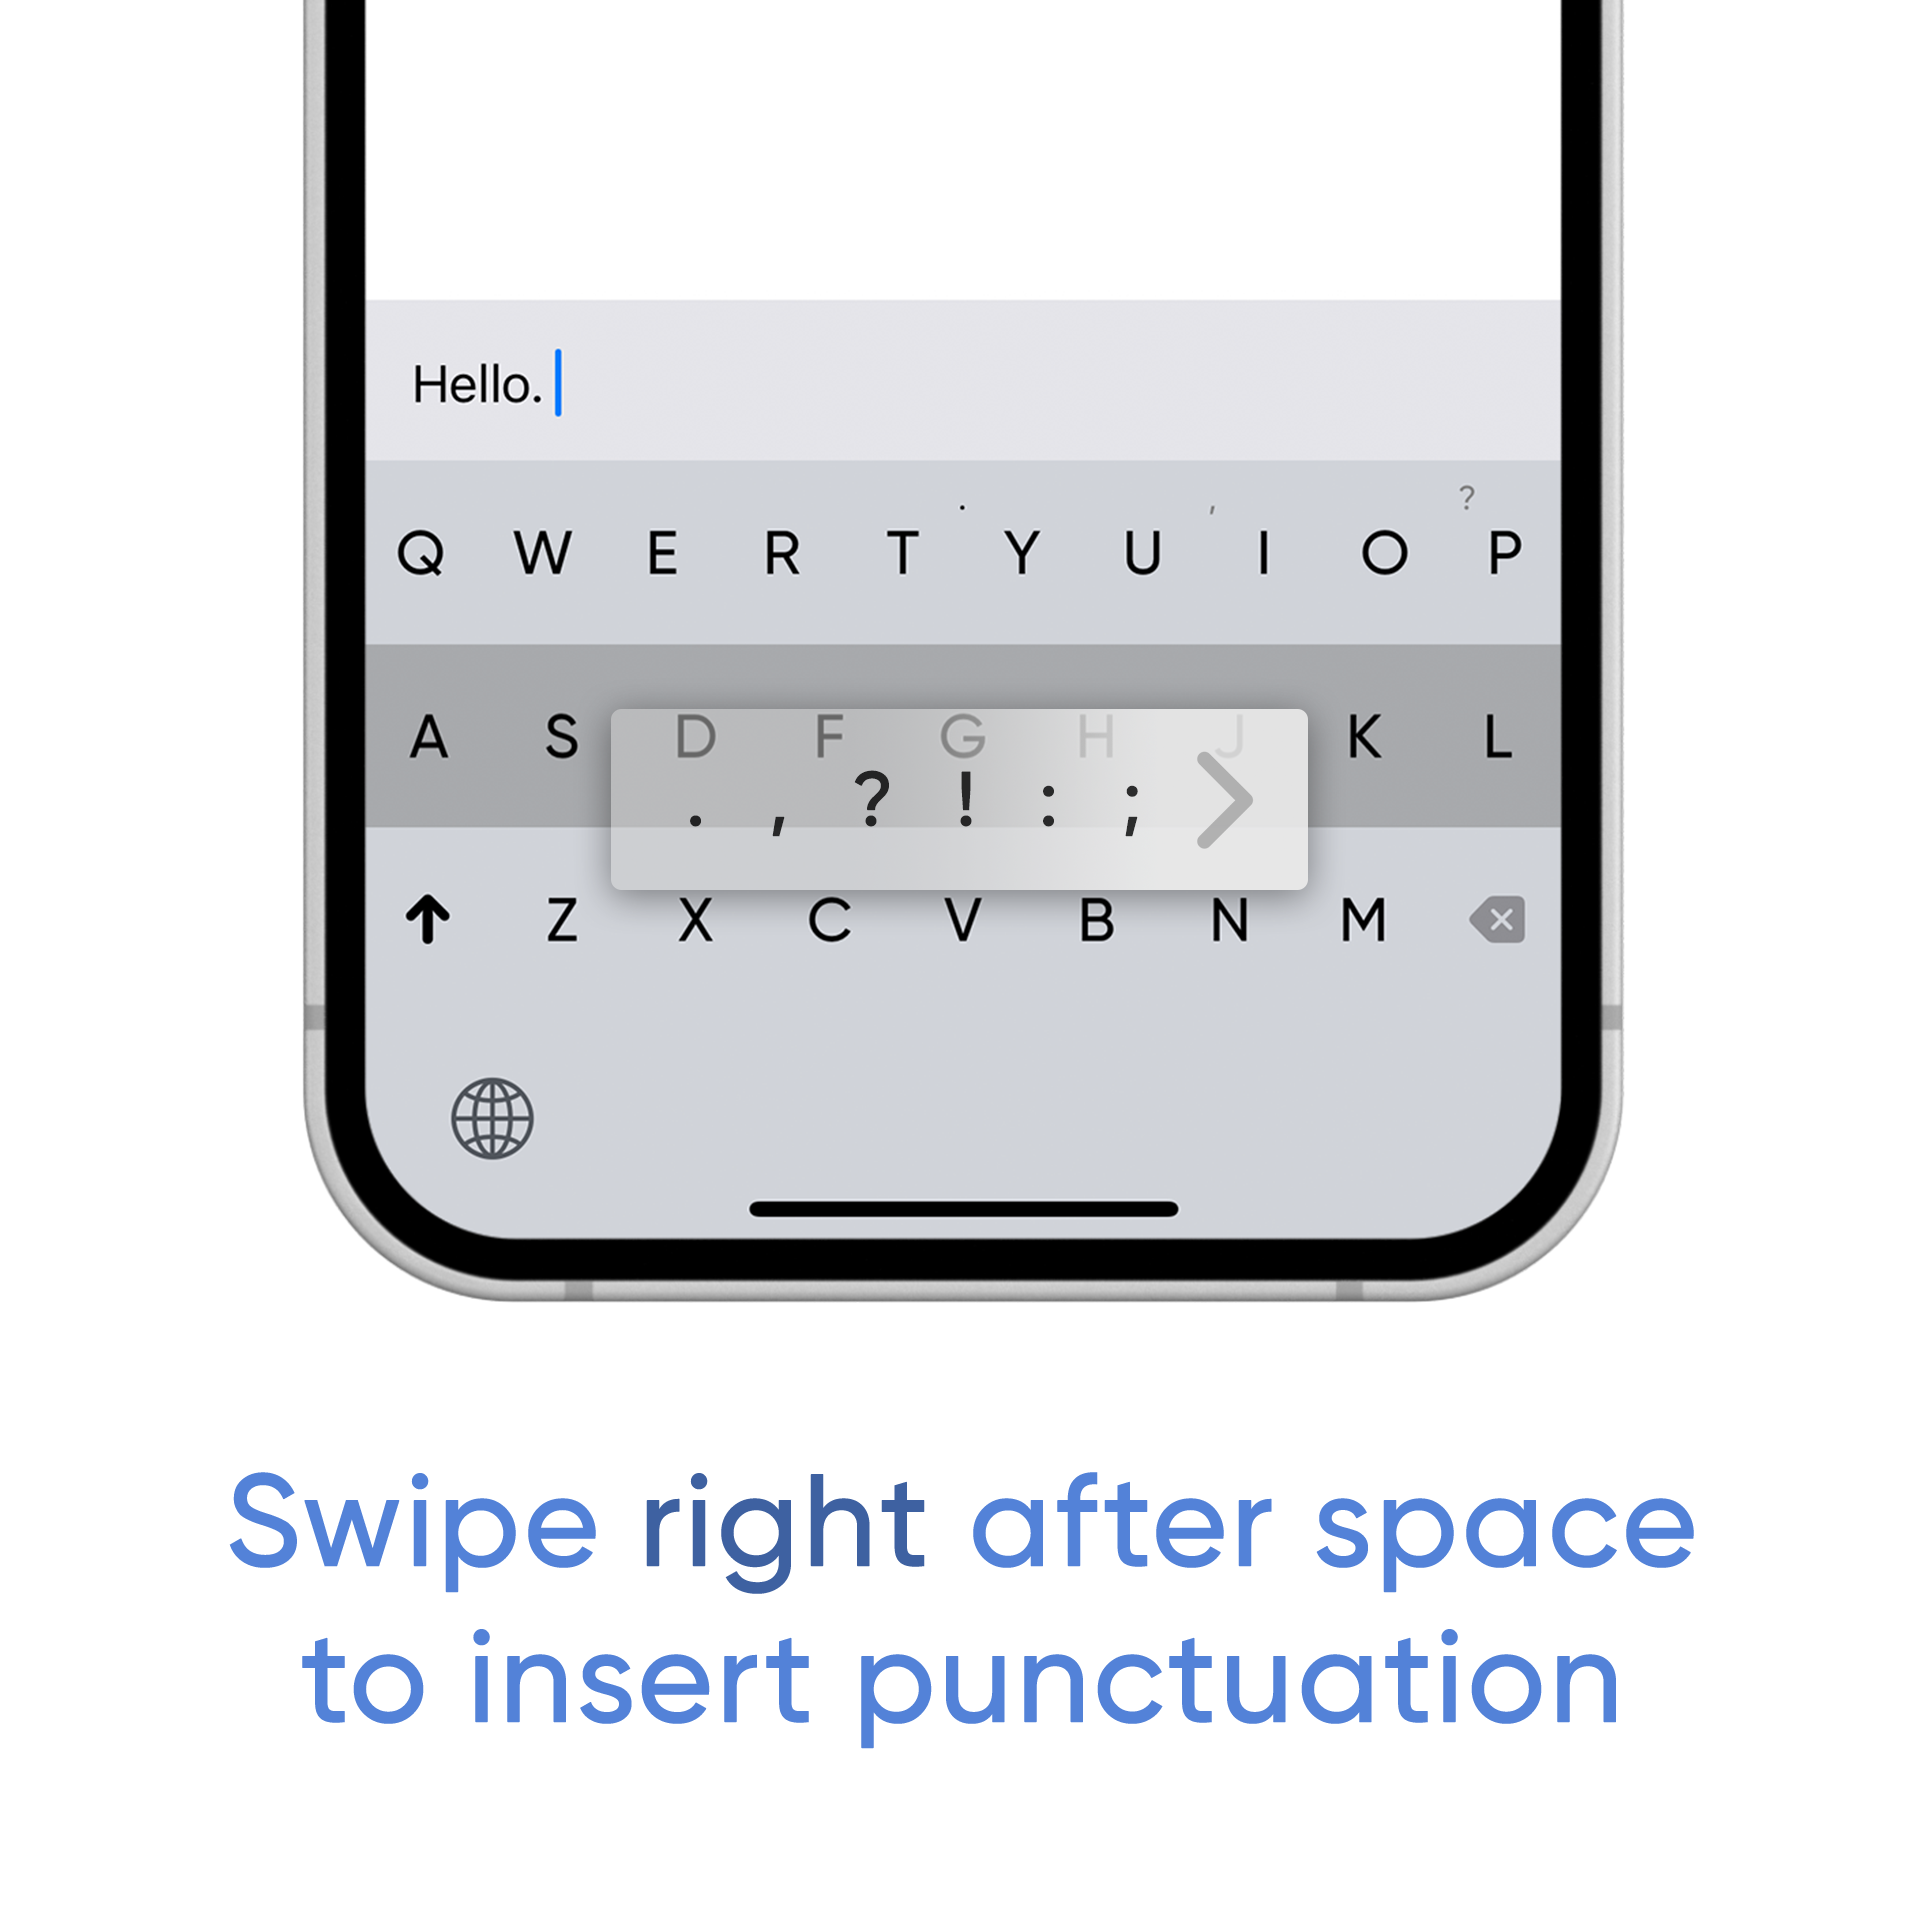 Hello.
. , ?
Q W E R T Y U I O P
A S D F G H J K L
. , ? ! : ;
Z X C V B N M
Swipe right after space
to insert punctuation